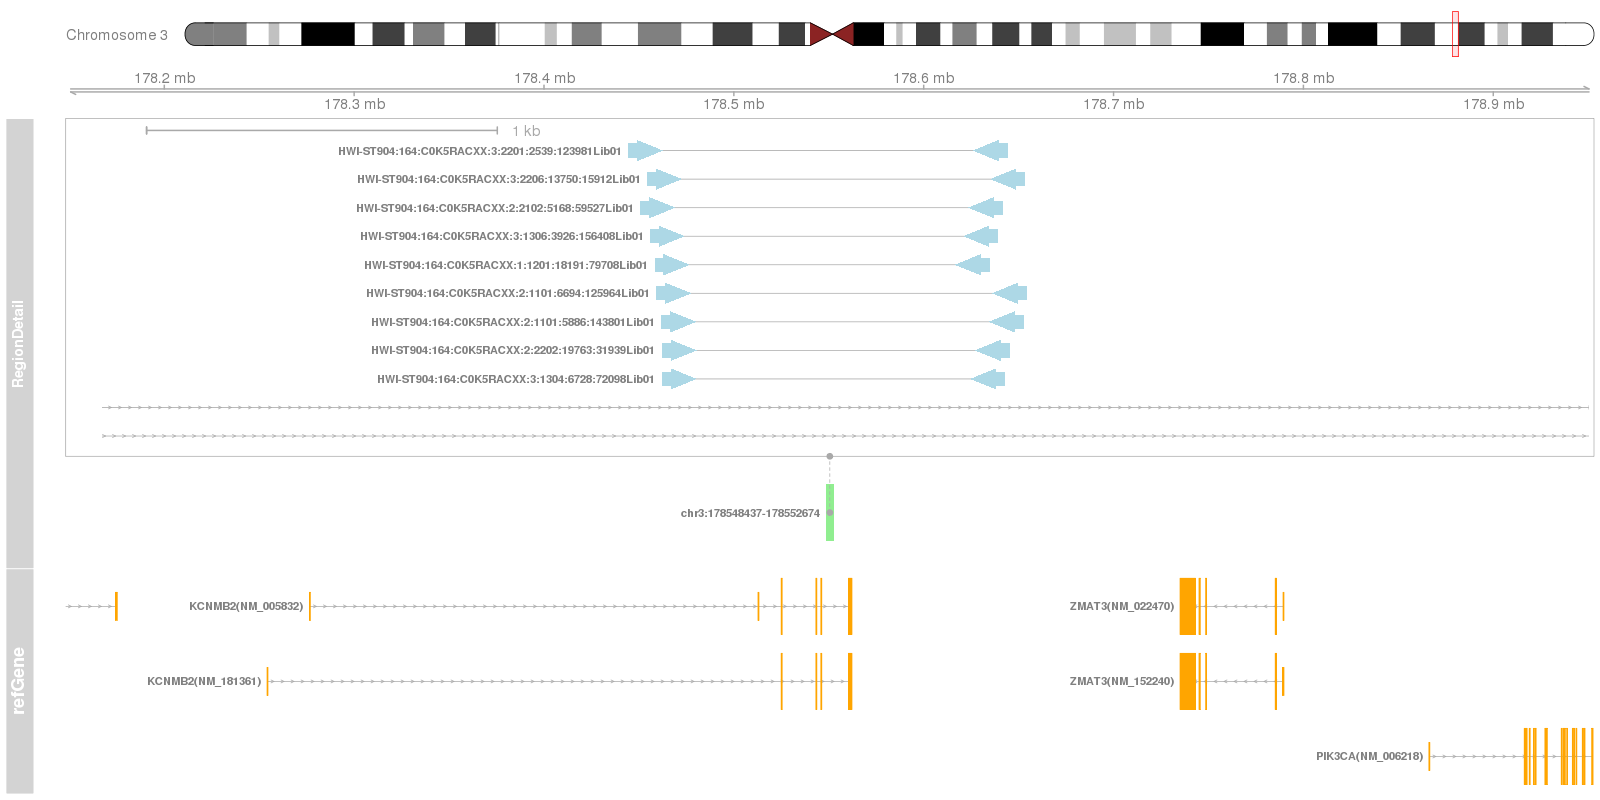 Chromosome 3
178.2 mb
178.4 mb
178.6 mb
178.8 mb
178.3 mb
178.5 mb
178.7 mb
178.9 mb
RegionDetail
1 kb
HWI-ST904:164:C0K5RACXX:3:2201:2539:123981Lib01
HWI-ST904:164:C0K5RACXX:3:2206:13750:15912Lib01
HWI-ST904:164:C0K5RACXX:2:2102:5168:59527Lib01
HWI-ST904:164:C0K5RACXX:3:1306:3926:156408Lib01
HWI-ST904:164:C0K5RACXX:1:1201:18191:79708Lib01
HWI-ST904:164:C0K5RACXX:2:1101:6694:125964Lib01
HWI-ST904:164:C0K5RACXX:2:1101:5886:143801Lib01
HWI-ST904:164:C0K5RACXX:2:2202:19763:31939Lib01
HWI-ST904:164:C0K5RACXX:3:1304:6728:72098Lib01
chr3:178548437-178552674
refGene
KCNMB2(NM_005832)
ZMAT3(NM_022470)
KCNMB2(NM_181361)
ZMAT3(NM_152240)
PIK3CA(NM_006218)